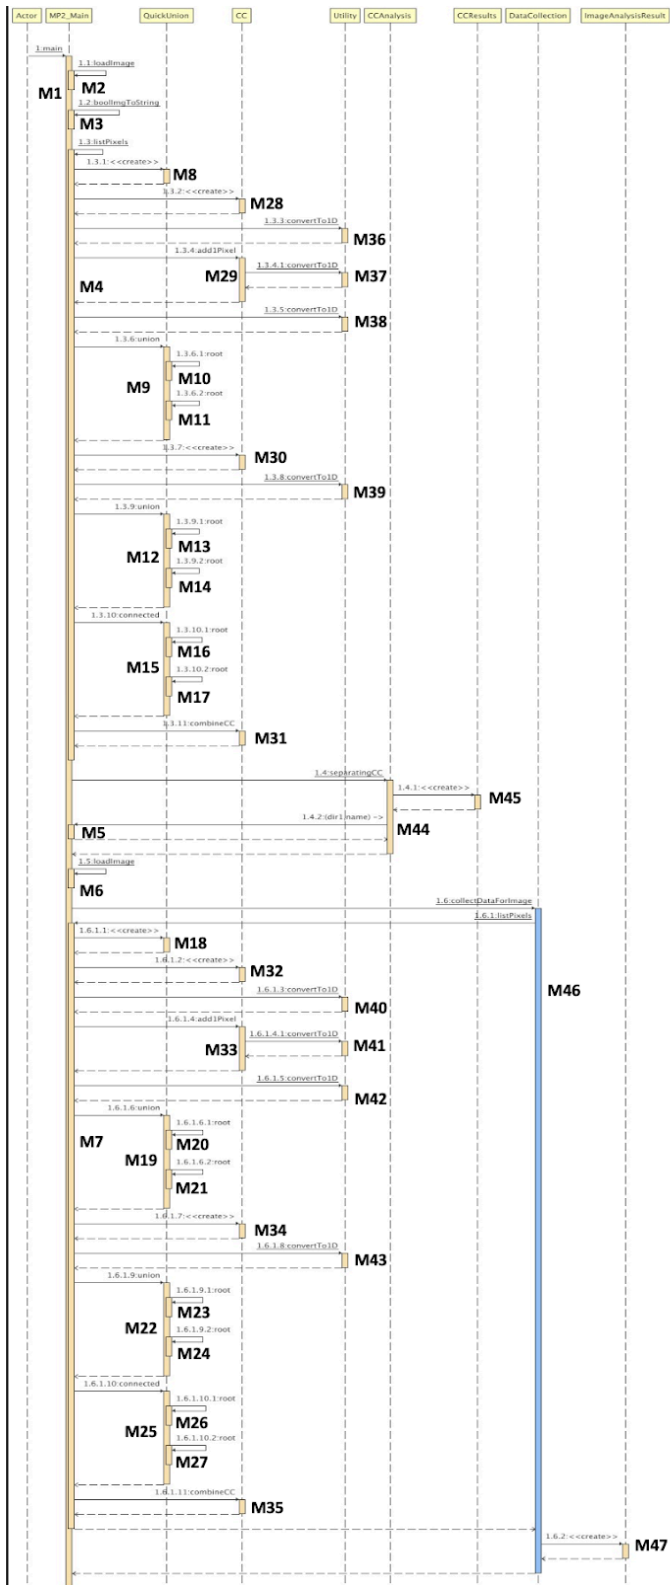 Actor MP2_Main QuickUnion CC Utility CCAnalysis CCResults DataCollection ImageAnalysisResult
1:main
1.1:loadImage
M1 M2
1.2:boolImgToString
M3
1.3:listPixels
1.3.1:<<create>>
M8
1.3.2:<<create>>
M28
1.3.3:convertTo1D
M36
1.3.4:add1Pixel
1.3.4.1:convertTo1D
M4 M29 M37
1.3.5:convertTo1D
M38
1.3.6:union
1.3.6.1:root
M9 M10
1.3.6.2:root
M11
1.3.7:<<create>>
M30
1.3.8:convertTo1D
M39
1.3.9:union
1.3.9.1:root
M12 M13
1.3.9.2:root
M14
1.3.10:connected
1.3.10.1:root
M15 M16
1.3.10.2:root
M17
1.3.11:combineCC
M31
1.4:separatingCC
1.4.1:<<create>>
M45
1.4.2:(dir1,name) ->
M5 M44
1.5:loadImage
M6
1.6:collectDataForImage
1.6.1:listPixels
1.6.1.1:<<create>>
M18
1.6.1.2:<<create>>
M32 M46
1.6.1.3:convertTo1D
M40
1.6.1.4:add1Pixel
1.6.1.4.1:convertTo1D
M33 M41
1.6.1.5:convertTo1D
M42
1.6.1.6:union
1.6.1.6.1:root
M7 M19 M20
1.6.1.6.2:root
M21
1.6.1.7:<<create>>
M34
1.6.1.8:convertTo1D
M43
1.6.1.9:union
1.6.1.9.1:root
M22 M23
1.6.1.9.2:root
M24
1.6.1.10:connected
1.6.1.10.1:root
M25 M26
1.6.1.10.2:root
M27
1.6.1.11:combineCC
M35
1.6.2:<<create>>
M47